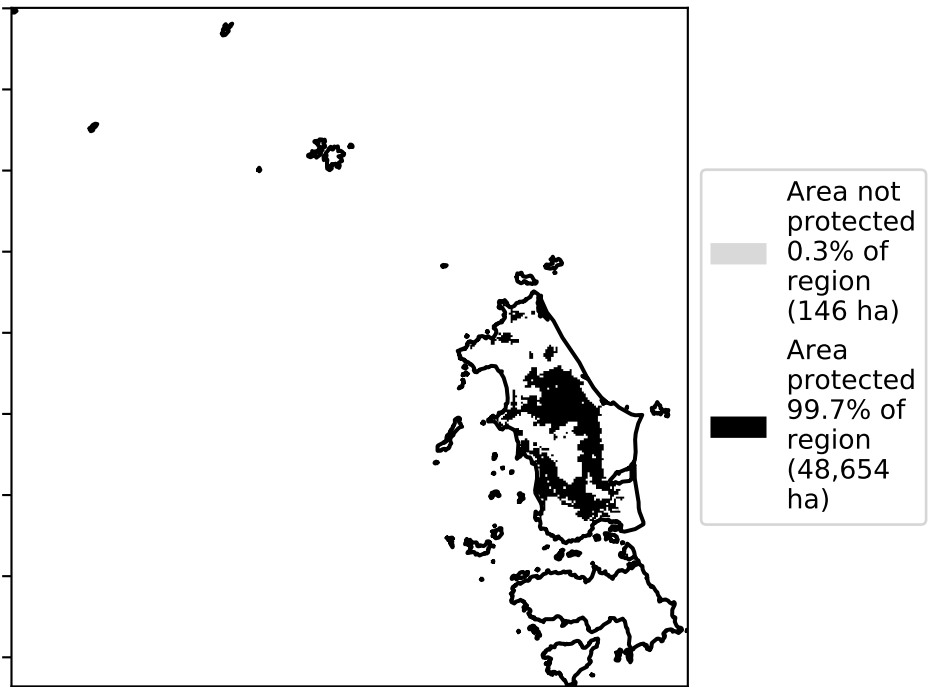 Area not
protected
0.3% of
region
(146 ha)
Area
protected
99.7% of
region
(48,654
ha)